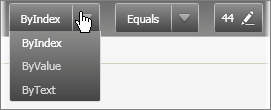 ByIndex Equals 44
ByIndex
ByValue
ByText